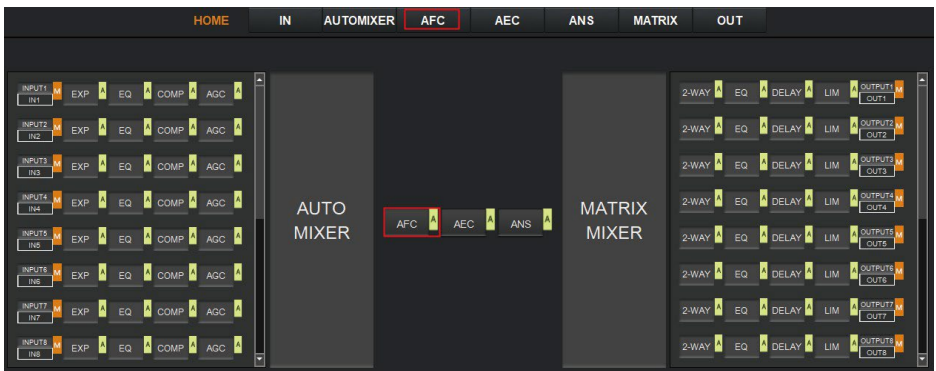 HOME IN AUTOMIXER AFC AEC ANS MATRIX OUT
INPUT1 M EXP A EQ A COMP A AGC A
IN1
INPUT2 M EXP A EQ A COMP A AGC A
IN2
INPUT3 M EXP A EQ A COMP A AGC A
IN3
INPUT4 M EXP A EQ A COMP A AGC A
IN4
INPUT5 M EXP A EQ A COMP A AGC A
IN5
INPUT6 M EXP A EQ A COMP A AGC A
IN6
INPUT7 M EXP A EQ A COMP A AGC A
IN7
INPUT8 M EXP A EQ A COMP A AGC A
IN8
AUTO
MIXER
AFC A AEC A ANS A
MATRIX
MIXER
2-WAY A EQ A DELAY A LIM A OUTPUT1 M
OUT1
2-WAY A EQ A DELAY A LIM A OUTPUT2 M
OUT2
2-WAY A EQ A DELAY A LIM A OUTPUT3 M
OUT3
2-WAY A EQ A DELAY A LIM A OUTPUT4 M
OUT4
2-WAY A EQ A DELAY A LIM A OUTPUT5 M
OUT5
2-WAY A EQ A DELAY A LIM A OUTPUT6 M
OUT6
2-WAY A EQ A DELAY A LIM A OUTPUT7 M
OUT7
2-WAY A EQ A DELAY A LIM A OUTPUT8 M
OUT8